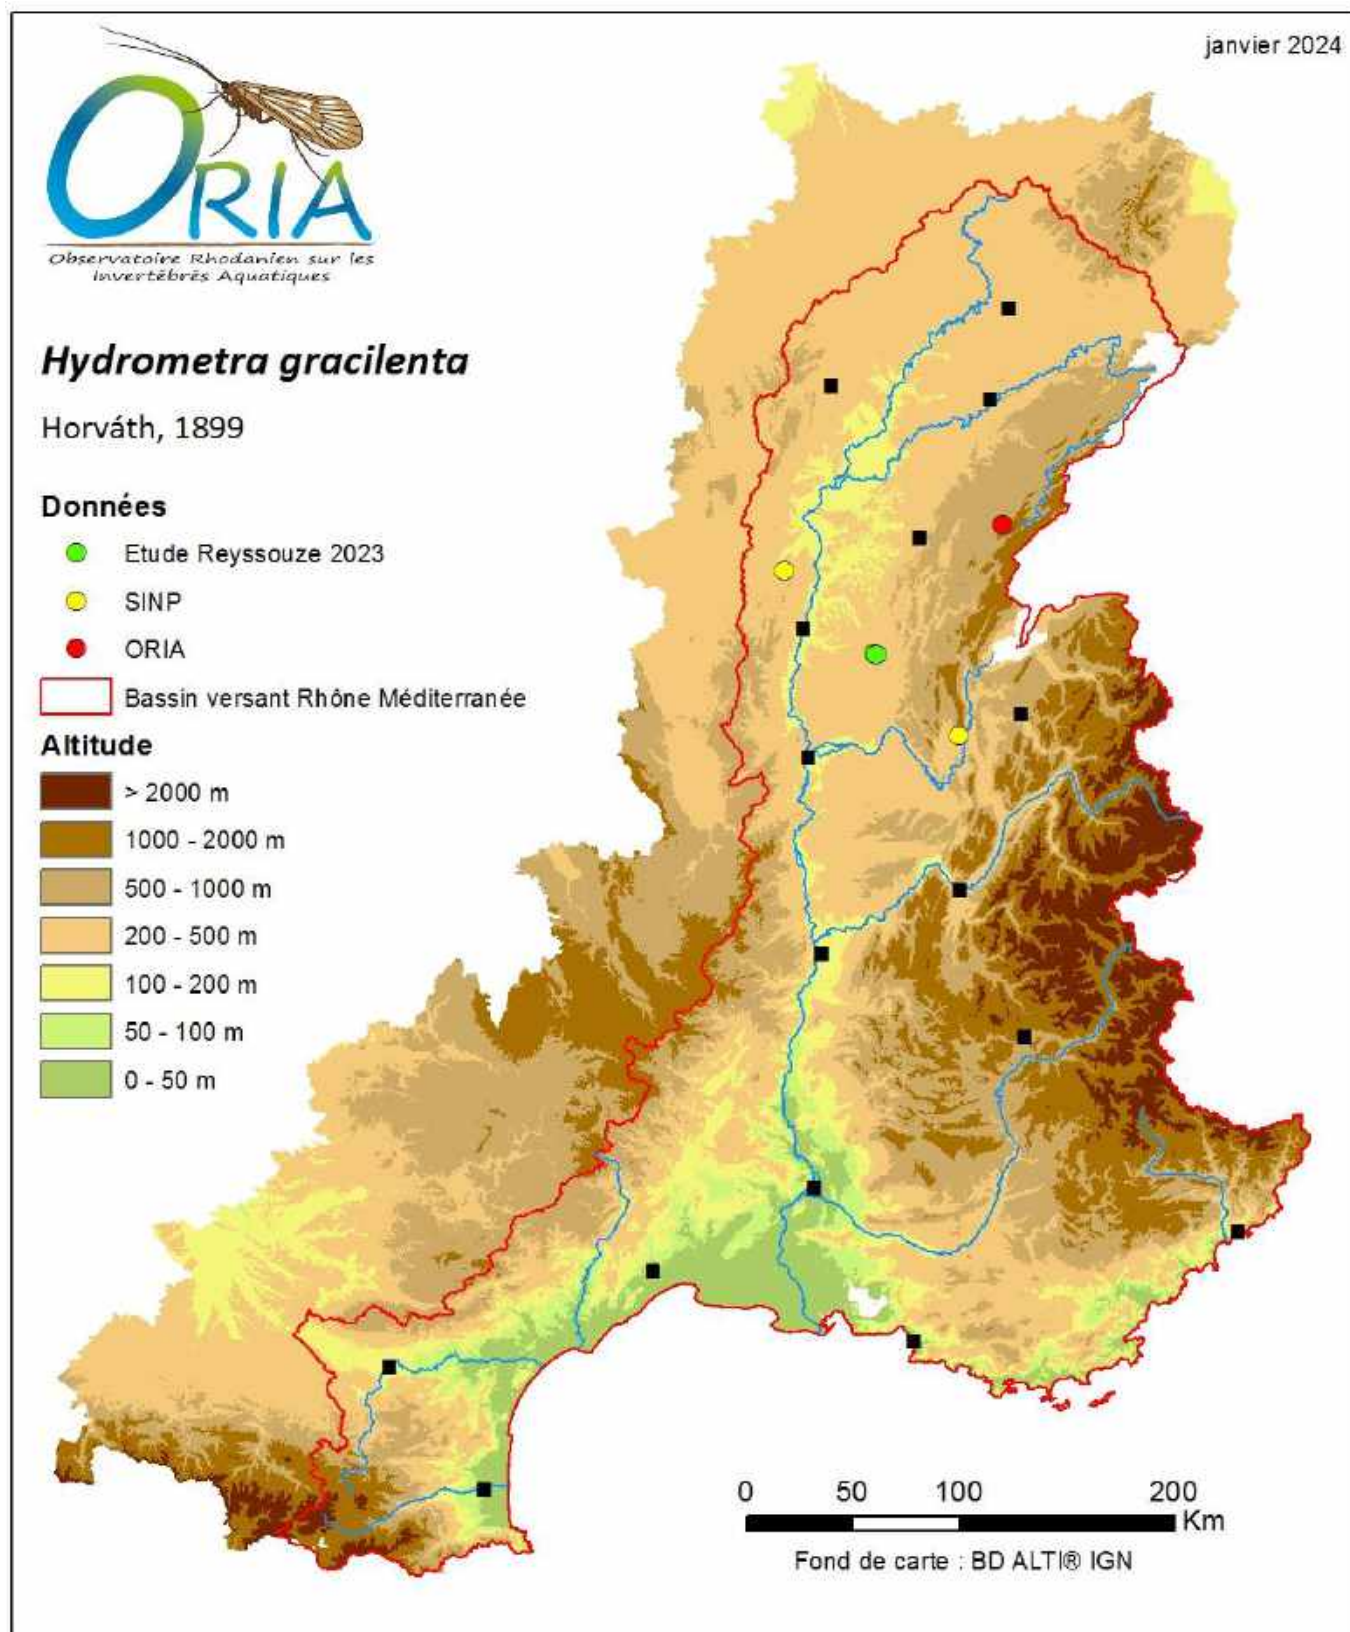 janvier 2024
ORIA
Observatoire Rhodanien sur les
Invertébrés Aquatiques
Hydrometra gracilenta
Horváth, 1899
Données
Etude Reyssouze 2023
SINP
ORIA
Bassin versant Rhône Méditerranée
Altitude
> 2000 m
1000 - 2000 m
500 - 1000 m
200 - 500 m
100 - 200 m
50 - 100 m
0 - 50 m
0 50 100 200
Km
Fond de carte : BD ALTI® IGN